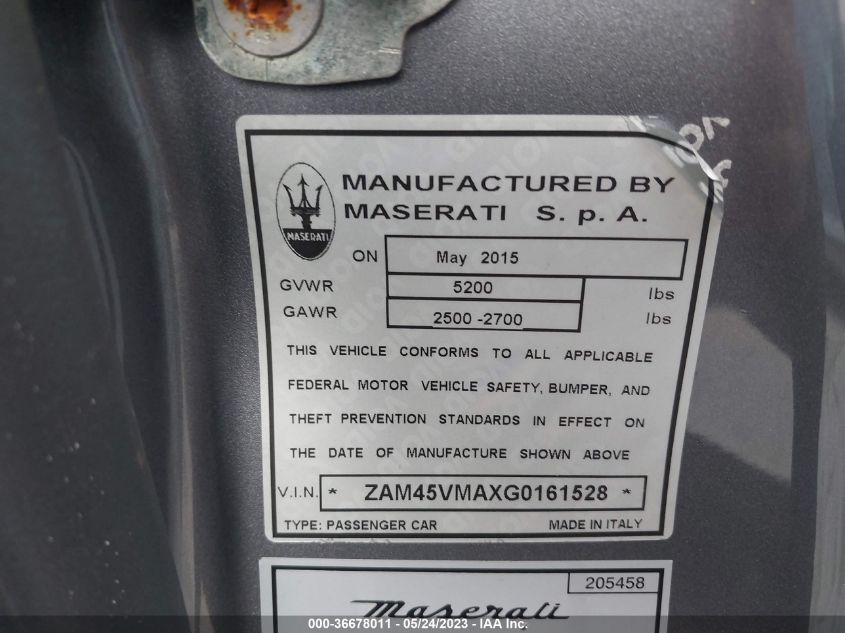 MANUFACTURED BY
MASERATI S. p. A.
MASERATI
ON May 2015
GVWR 5200 lbs
GAWR 2500 -2700 lbs
THIS VEHICLE CONFORMS TO ALL APPLICABLE
FEDERAL MOTOR VEHICLE SAFETY, BUMPER, AND
THEFT PREVENTION STANDARDS IN EFFECT ON
THE DATE OF MANUFACTURE SHOWN ABOVE
V.I.N. * ZAM45VMAXG0161528 *
TYPE: PASSENGER CAR MADE IN ITALY
205458
Maserati
000-36678011 - 05/24/2023 - IAA, Inc.